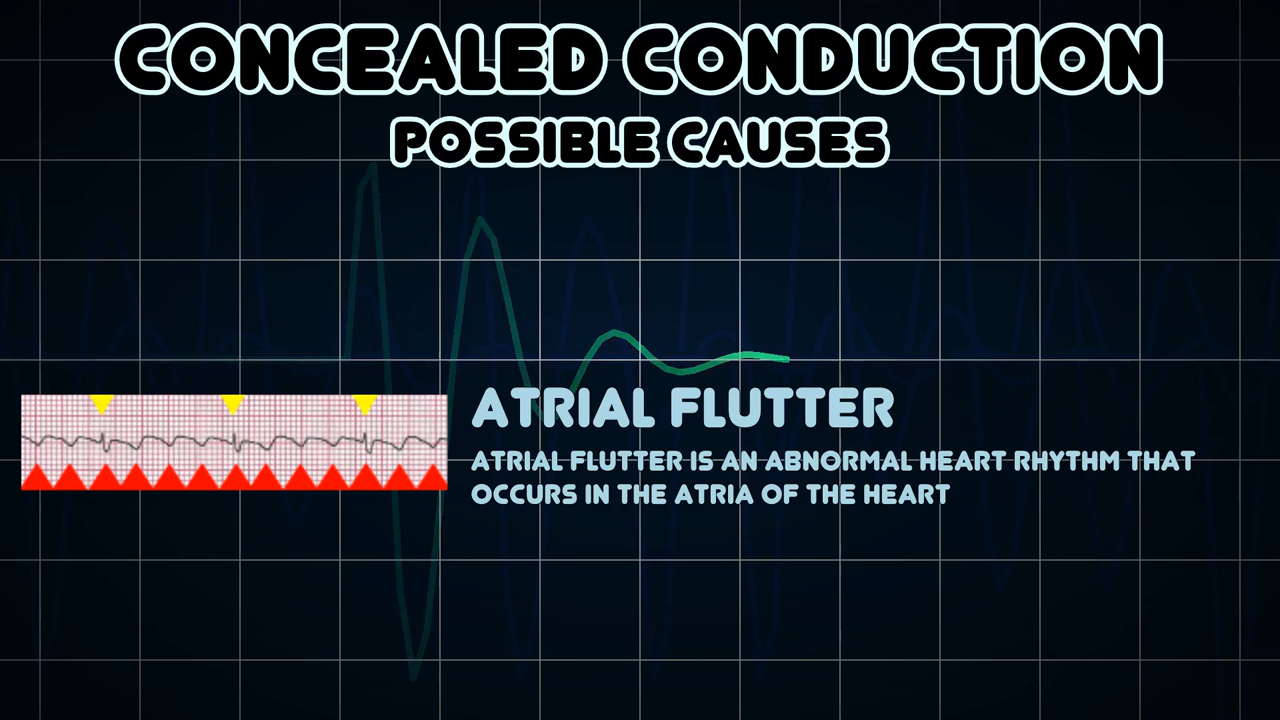 CONCEALED CONDUCTION
POSSIBLE CAUSES
ATRIAL FLUTTER
ATRIAL FLUTTER IS AN ABNORMAL HEART RHYTHM THAT
OCCURS IN THE ATRIA OF THE HEART